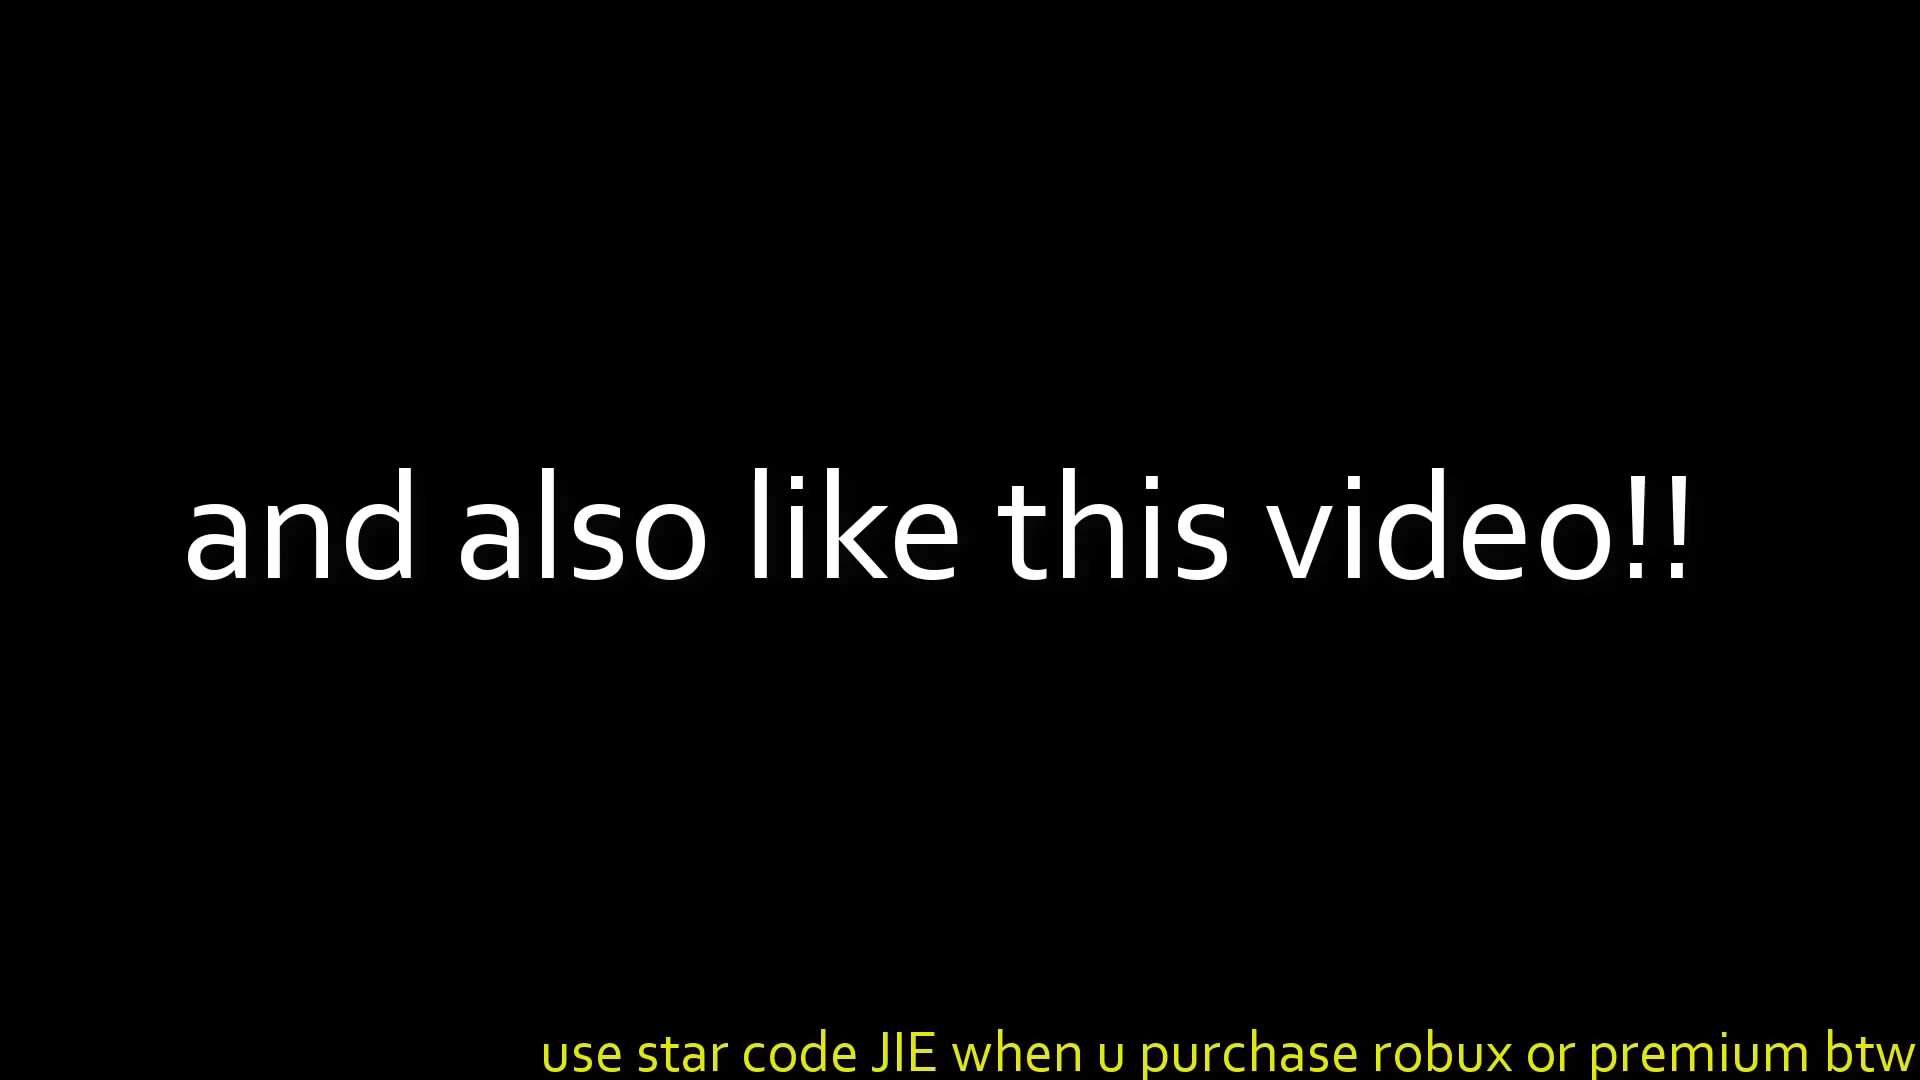 and also like this video!!
use star code JIE when u purchase robux or premium btw